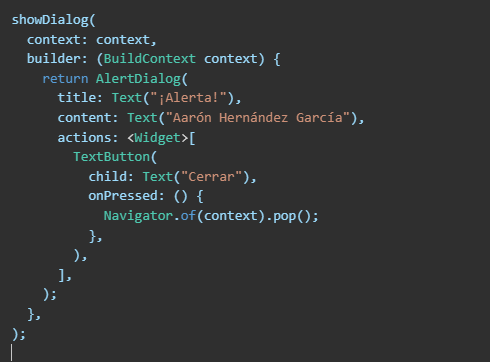 showDialog(
  context: context,
  builder: (BuildContext context) {
    return AlertDialog(
      title: Text("¡Alerta!"),
      content: Text("Aarón Hernández García"),
      actions: <Widget>[
        TextButton(
          child: Text("Cerrar"),
          onPressed: () {
            Navigator.of(context).pop();
          },
        ),
      ],
    );
  },
);